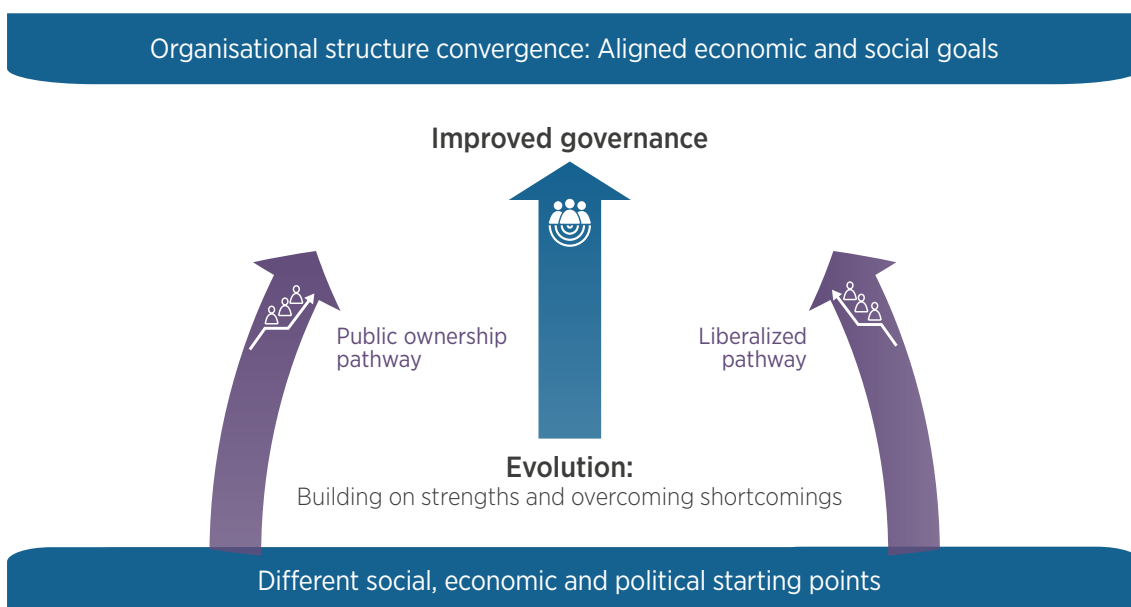 Organisational structure convergence: Aligned economic and social goals
Improved governance
Public ownership
pathway
Liberalized
pathway
Evolution:
Building on strengths and overcoming shortcomings
Different social, economic and political starting points